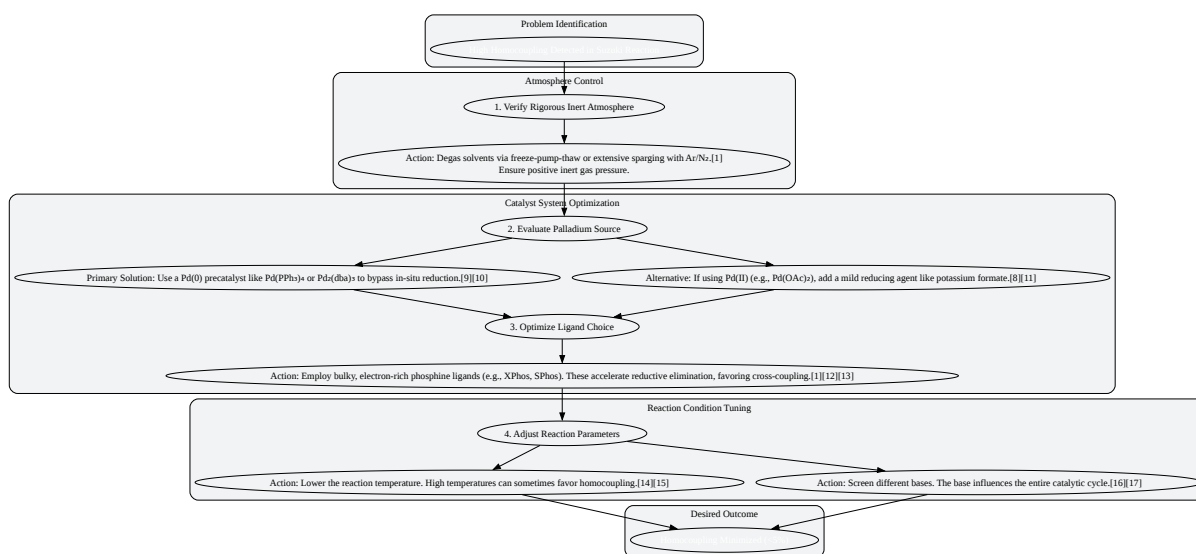 Problem Identification
Atmosphere Control
1. Verify Rigorous Inert Atmosphere
Action: Degas solvents via freeze-pump-thaw or extensive sparging with Ar/N₂.[1]
Ensure positive inert gas pressure.
Catalyst System Optimization
2. Evaluate Palladium Source
Primary Solution: Use a Pd(0) precatalyst like Pd(PPh₃)₄ or Pd₂(dba)₃ to bypass in-situ reduction.[9][10]
Alternative: If using Pd(II) (e.g., Pd(OAc)₂), add a mild reducing agent like potassium formate.[8][11]
3. Optimize Ligand Choice
Action: Employ bulky, electron-rich phosphine ligands (e.g., XPhos, SPhos). These accelerate reductive elimination, favoring cross-coupling.[1][12][13]
Reaction Condition Tuning
4. Adjust Reaction Parameters
Action: Lower the reaction temperature. High temperatures can sometimes favor homocoupling.[14][15]
Action: Screen different bases. The base influences the entire catalytic cycle.[16][17]
Desired Outcome